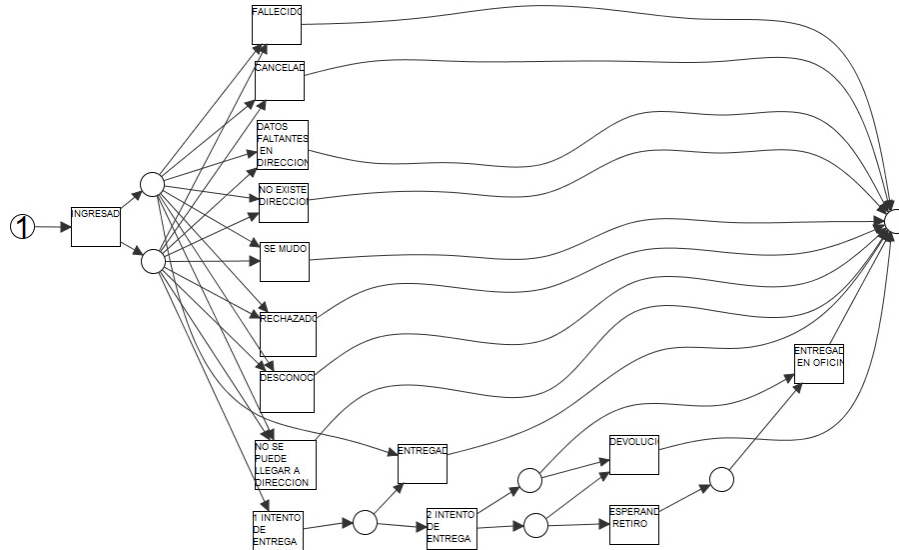 FALLECIDO
CANCELAD
DATOS
FALTANTES
EN
DIRECCION
NO EXISTE
DIRECCION
1
INGRESAD
SE MUDO
RECHAZADO
DESCONOC
ENTREGAD
EN OFICIN
NO SE
PUEDE
LLEGAR A
DIRECCION
ENTREGAD
DEVOLUCI
1 INTENTO
DE
ENTREGA
2 INTENTO
DE
ENTREGA
ESPERAND
RETIRO